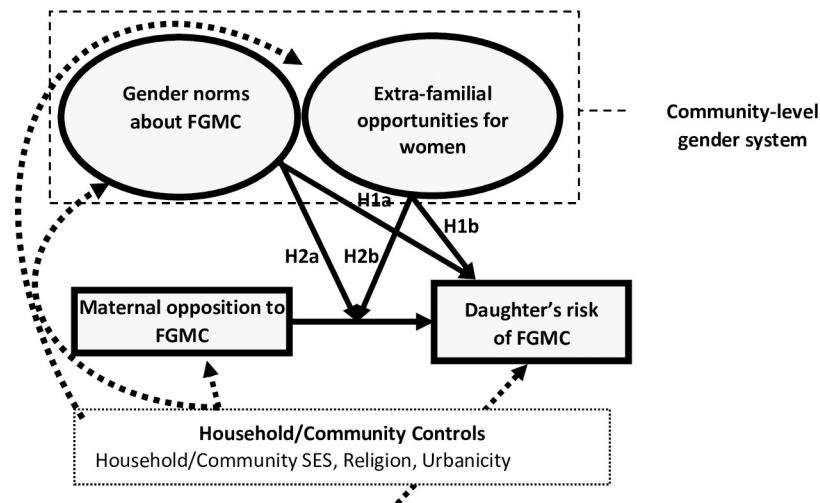 Gender norms
about FGMC
Extra-familial
opportunities for
women
Community-level
gender system
H1a
H1b
H2a
H2b
Maternal opposition to
FGMC
Daughter’s risk
of FGMC
Household/Community Controls
Household/Community SES, Religion, Urbanicity